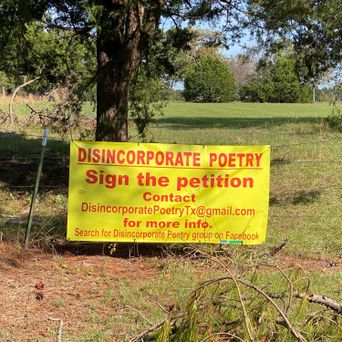 DISINCORPORATE POETRY
Sign the petition
Contact
DisincorporatePoetryTx@gmail.com
for more info.
Search for Disincorporate Poetry group on Facebook